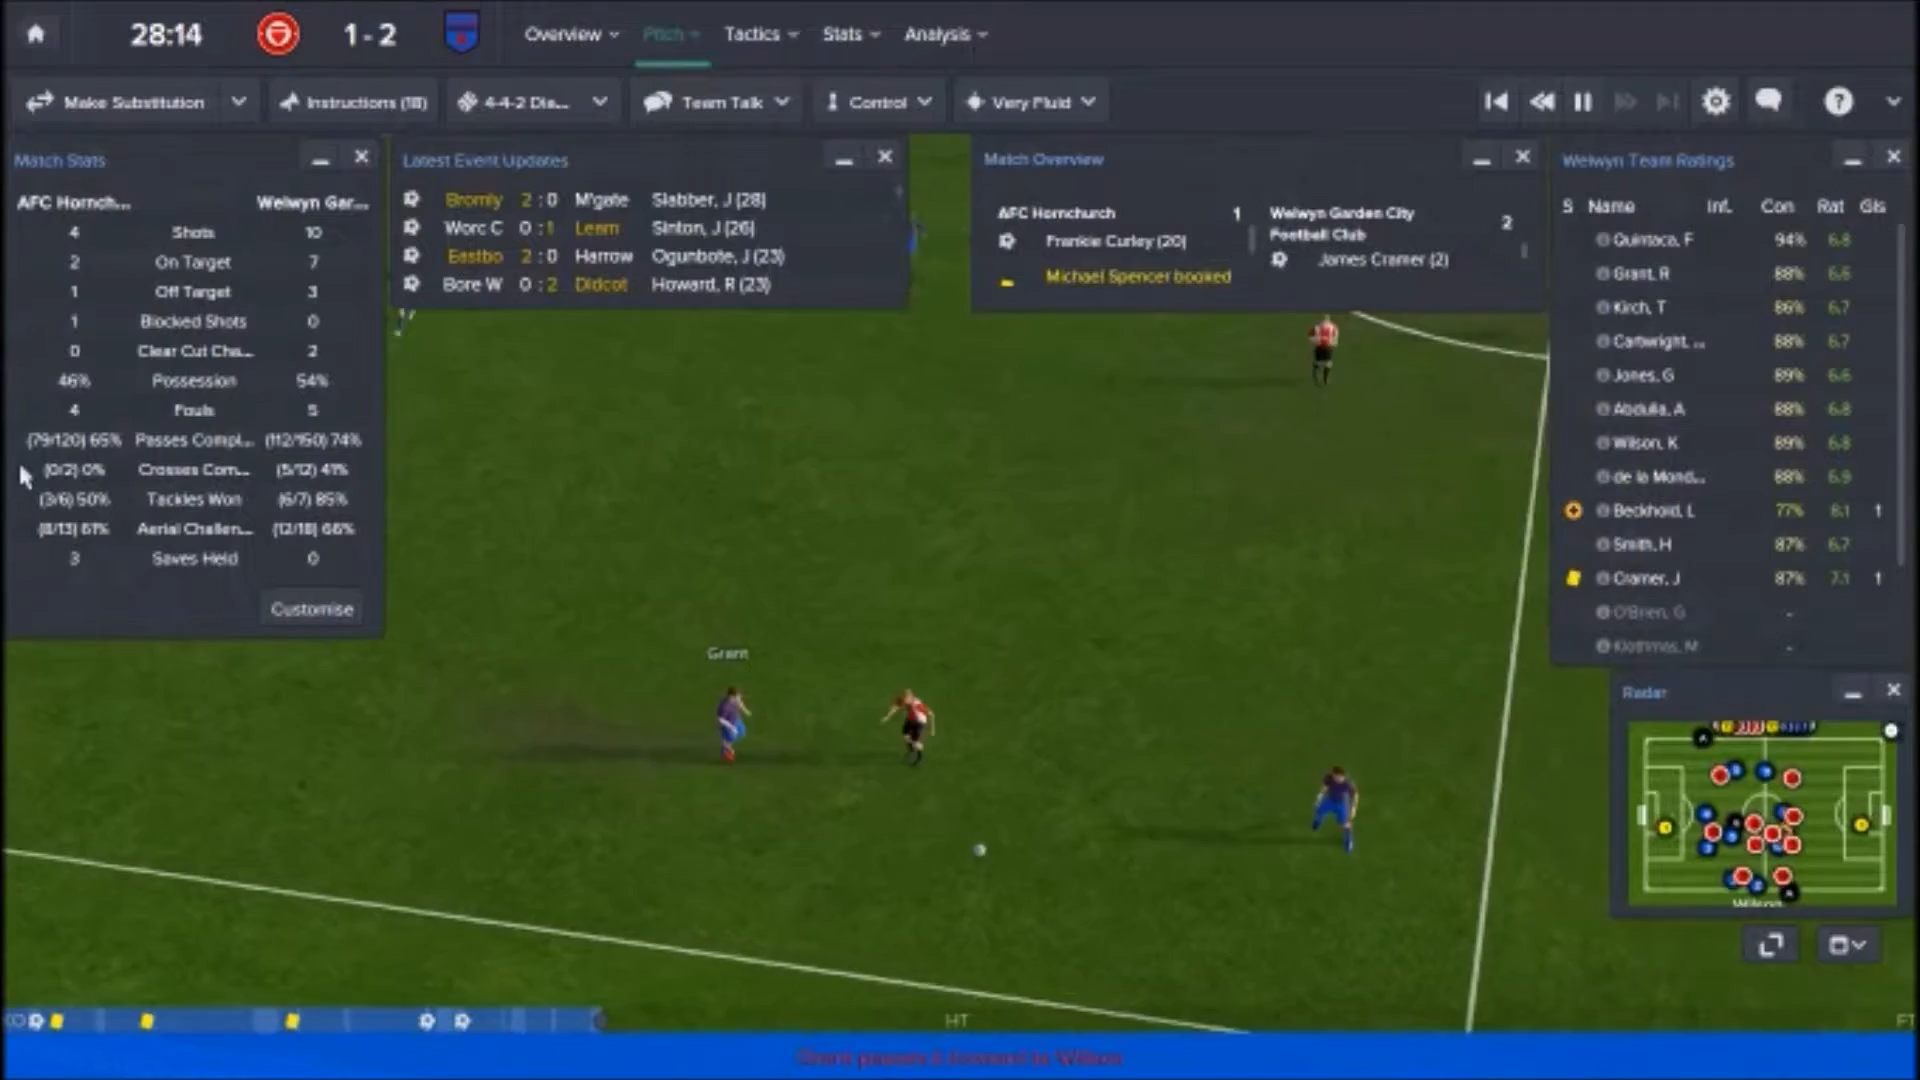 28:14 1 - 2 Overview Pitch Tactics Stats Analysis
Make Substitution Instructions (18) 4-4-2 Dia... Team Talk Control Very Fluid
Match Stats
AFC Hornch... Welwyn Gar...
4 Shots 10
2 On Target 7
1 Off Target 3
1 Blocked Shots 0
0 Clear Cut Cha... 2
46% Possession 54%
4 Fouls 5
(79/120) 65% Passes Compl... (112/150) 74%
(0/2) 0% Crosses Com... (5/12) 41%
(3/6) 50% Tackles Won (6/7) 85%
(8/13) 61% Aerial Challen... (12/18) 66%
3 Saves Held 0
Customise
Latest Event Updates
Bromly 2 : 0 M'gate Slabber, J (28)
Worc C 0 : 1 Leam Sinton, J (26)
Eastbo 2 : 0 Harrow Ogunbote, J (23)
Bore W 0 : 2 Didcot Howard, R (23)
Match Overview
AFC Hornchurch 1
Frankie Curley (20)
Michael Spencer booked
Welwyn Garden City
Football Club 2
James Cramer (2)
Welwyn Team Ratings
S Name Inf. Con Rat Gls
Quintaca, F 94% 6.8
Grant, R 88% 6.6
Kirch, T 86% 6.7
Cartwright, ... 88% 6.7
Jones, G 89% 6.6
Abdulla, A 88% 6.8
Wilson, K 89% 6.8
de la Mond... 88% 6.9
Beckhold, L 77% 8.1 1
Smith, H 87% 6.7
Cramer, J 87% 7.1 1
O'Brien, G -
M -
Grant
Radar
Wilson
HT
FT
Grant passes it forward to Wilson